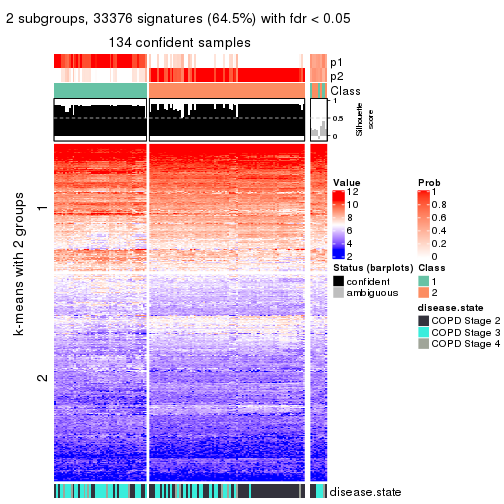 2 subgroups, 33376 signatures (64.5%) with fdr < 0.05
134 confident samples
p1
p2
Class
1
0.5
0
Silhouette
score
k-means with 2 groups
1
2
disease.state
Value
12
10
8
6
4
2
Prob
1
0.8
0.6
0.4
0.2
0
Status (barplots)
confident
ambiguous
Class
1
2
disease.state
COPD Stage 2
COPD Stage 3
COPD Stage 4